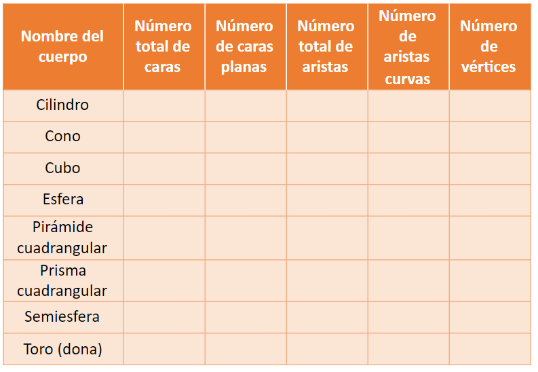 Nombre del
cuerpo
Número
total de
caras
Número
de caras
planas
Número
total de
aristas
Número
de
aristas
curvas
Número
de
vértices
Cilindro
Cono
Cubo
Esfera
Pirámide
cuadrangular
Prisma
cuadrangular
Semiesfera
Toro (dona)